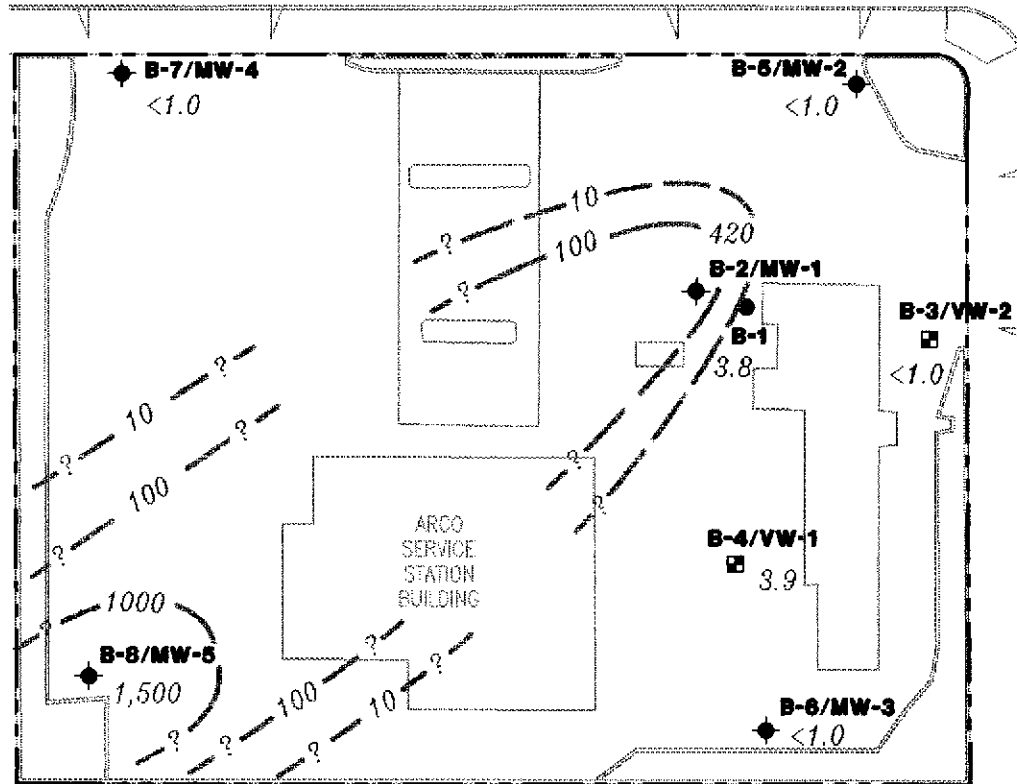 B-7/MW-4
<1.0
B-5/MW-2
<1.0
? 10
? 100
420
B-2/MW-1
B-1
3.8
B-3/VW-2
<1.0
? 10 ?
? 100 ?
?
?
ARCO
SERVICE
STATION
BUILDING
B-4/VW-1
3.9
? 1000
B-8/MW-5
1,500
?
? 100 ?
? 10 ?
B-6/MW-3
<1.0